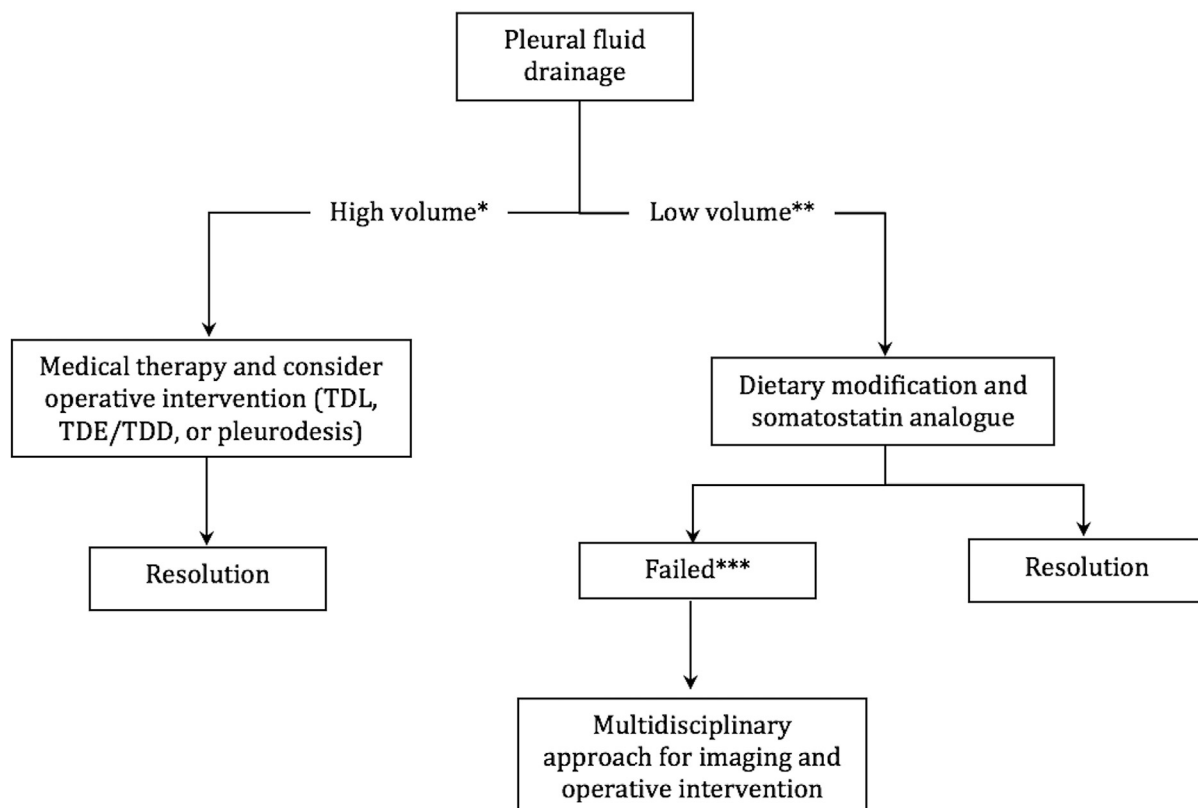 Pleural fluid
drainage
High volume*
Low volume**
Medical therapy and consider
operative intervention (TDL,
TDE/TDD, or pleurodesis)
Dietary modification and
somatostatin analogue
Resolution
Failed***
Resolution
Multidisciplinary
approach for imaging and
operative intervention